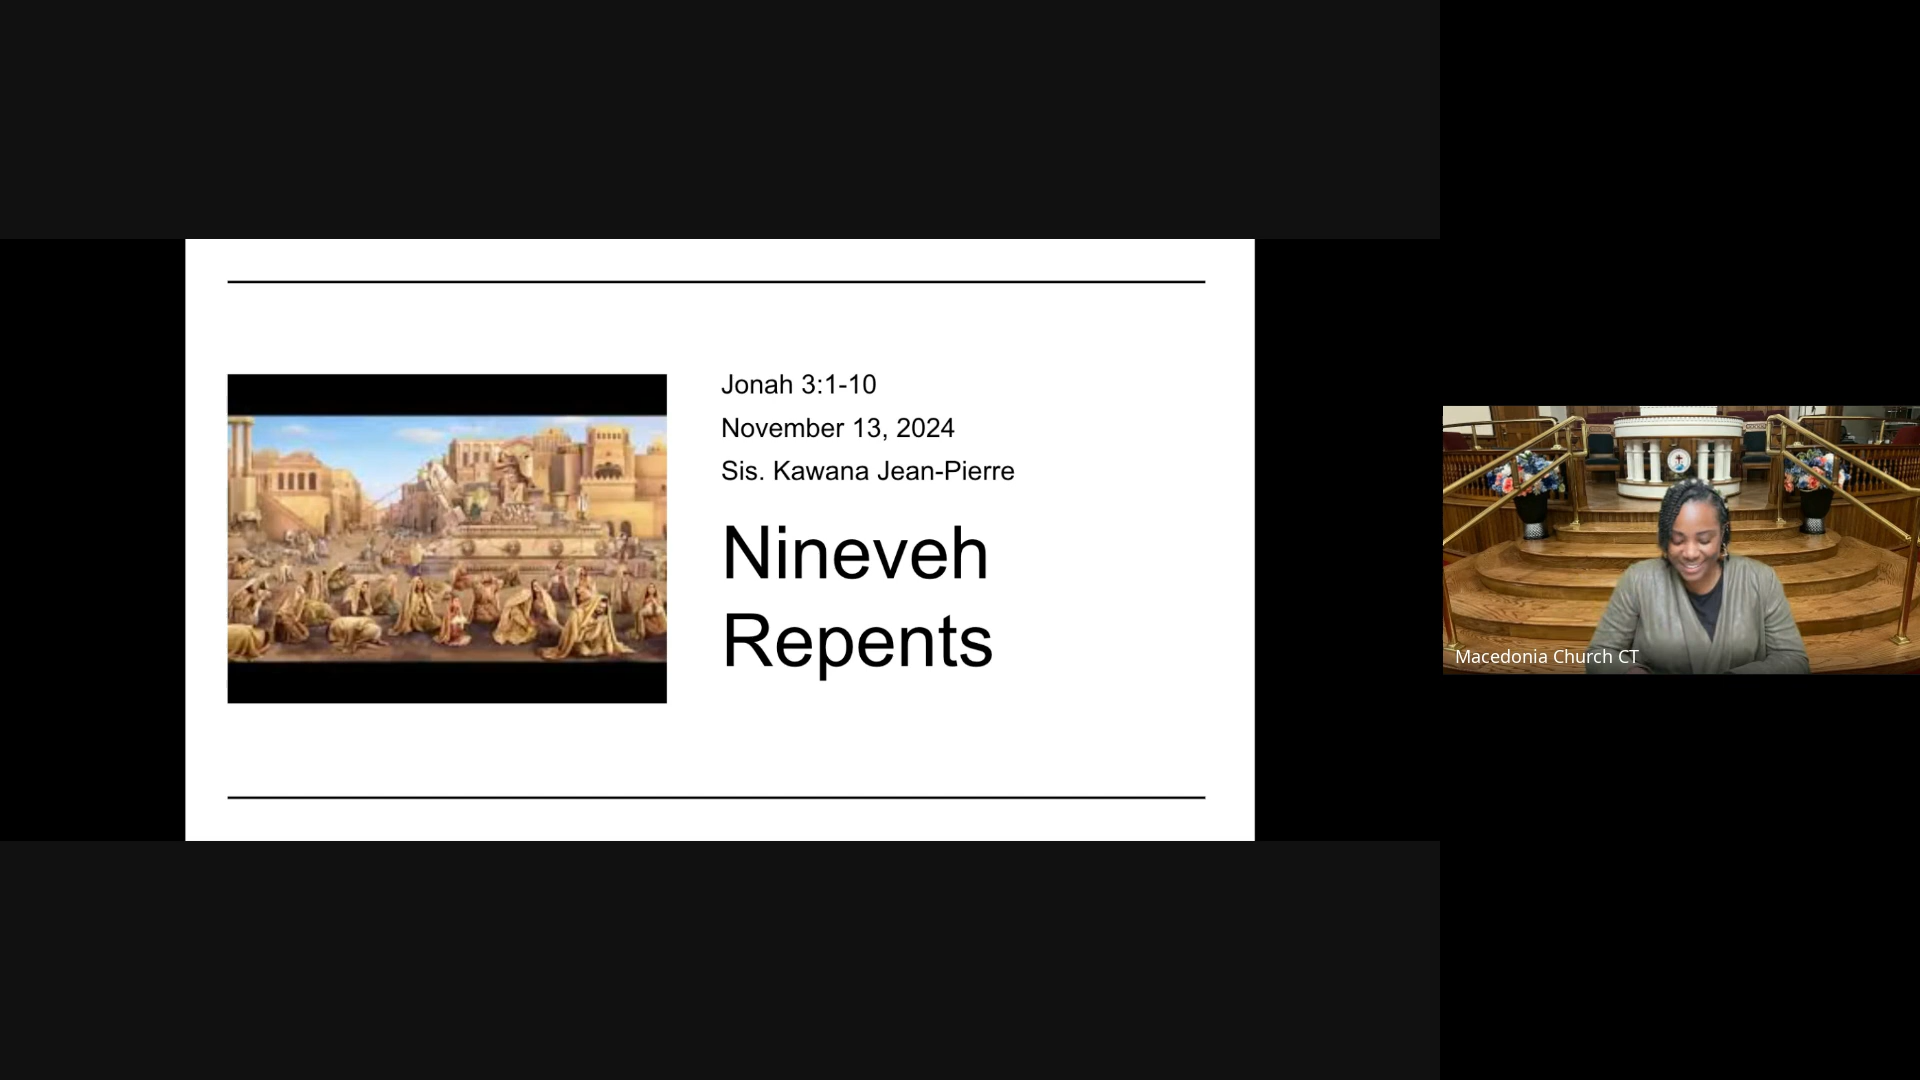 Jonah 3:1-10
November 13, 2024
Sis. Kawana Jean-Pierre
Nineveh
Repents
Macedonia Church CT